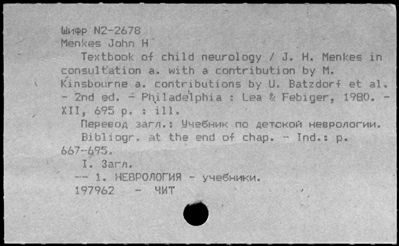 Шифр N2-2678
Menkes John H
Textbook of child neurology / J. H. Menkes in
consultation a. with a contribution by M.
Kinsbourne a. contributions by U. Batzdorf et al.
- 2nd ed. - Philadelphia : Lea & Febiger, 1980. -
XII, 695 p. : ill.
Перевод загл.: Учебник по детской неврологии.
Bibliogr. at the end of chap. - Ind.: p.
667-695.
I. Загл.
-- 1. НЕВРОЛОГИЯ - учебники.
197962 - ЧИТ